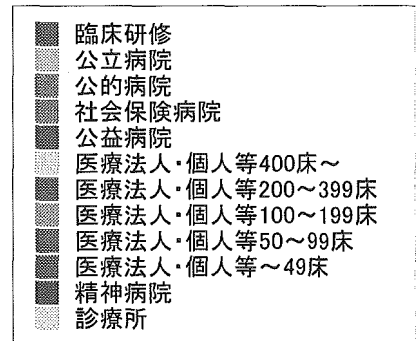 臨床研修
公立病院
公的病院
社会保険病院
公益病院
医療法人・個人等400床～
医療法人・個人等200～399床
医療法人・個人等100～199床
医療法人・個人等50～99床
医療法人・個人等～49床
精神病院
診療所